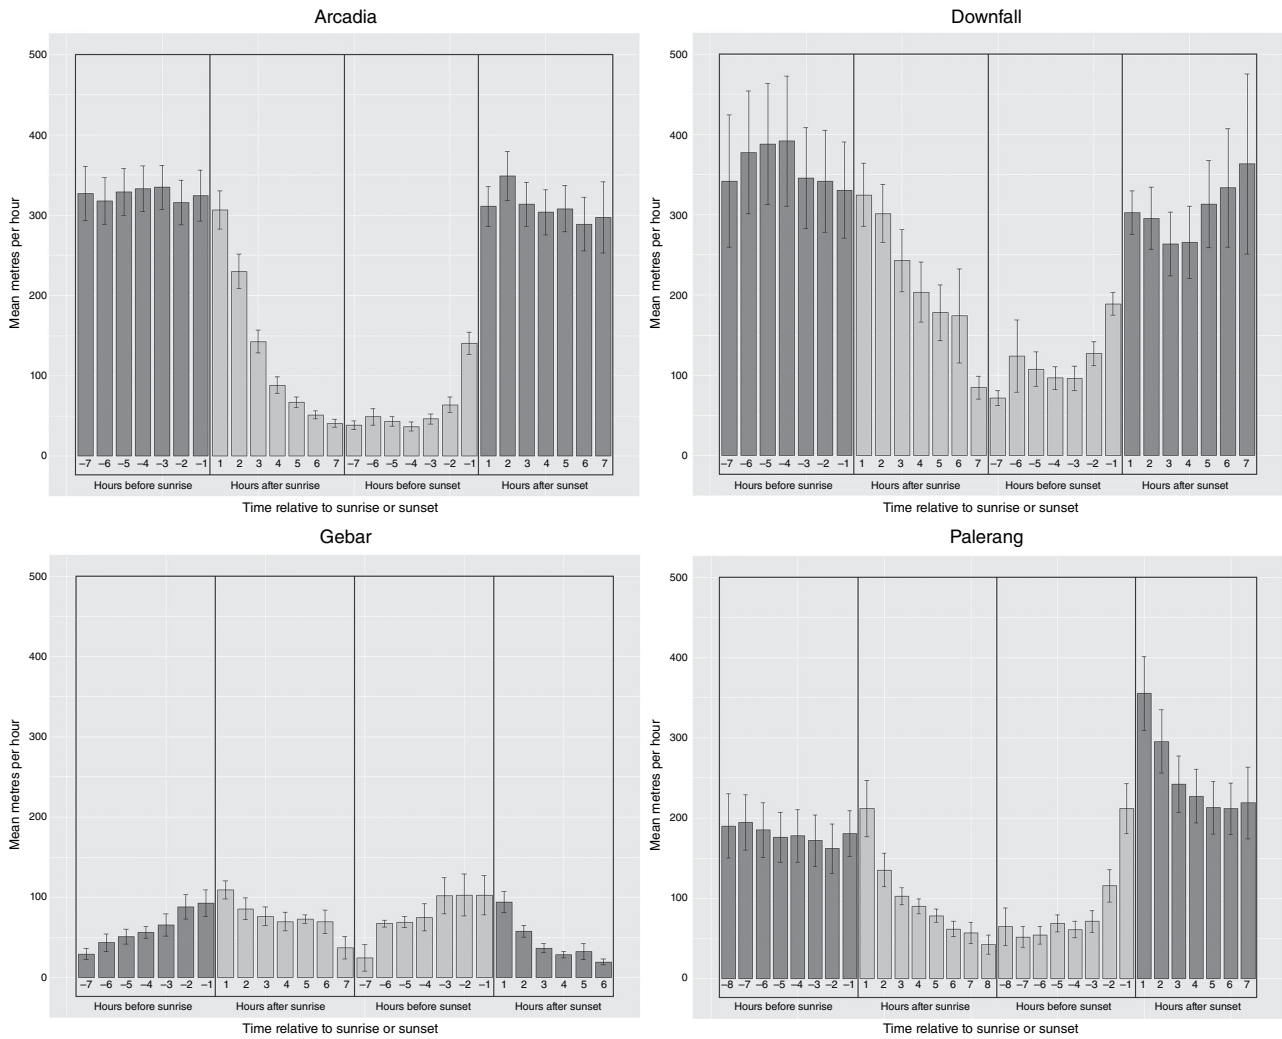 Arcadia
Mean metres per hour
500
400
300
200
100
0
–7 –6 –5 –4 –3 –2 –1 1 2 3 4 5 6 7 –7 –6 –5 –4 –3 –2 –1 1 2 3 4 5 6 7
Hours before sunrise Hours after sunrise Hours before sunset Hours after sunset
Time relative to sunrise or sunset
Downfall
Mean metres per hour
500
400
300
200
100
0
–7 –6 –5 –4 –3 –2 –1 1 2 3 4 5 6 7 –7 –6 –5 –4 –3 –2 –1 1 2 3 4 5 6 7
Hours before sunrise Hours after sunrise Hours before sunset Hours after sunset
Time relative to sunrise or sunset
Gebar
Mean metres per hour
500
400
300
200
100
0
–7 –6 –5 –4 –3 –2 –1 1 2 3 4 5 6 7 –7 –6 –5 –4 –3 –2 –1 1 2 3 4 5 6
Hours before sunrise Hours after sunrise Hours before sunset Hours after sunset
Time relative to sunrise or sunset
Palerang
Mean metres per hour
500
400
300
200
100
0
–8 –7 –6 –5 –4 –3 –2 –1 1 2 3 4 5 6 7 8 –8 –7 –6 –5 –4 –3 –2 –1 1 2 3 4 5 6 7
Hours before sunrise Hours after sunrise Hours before sunset Hours after sunset
Time relative to sunrise or sunset